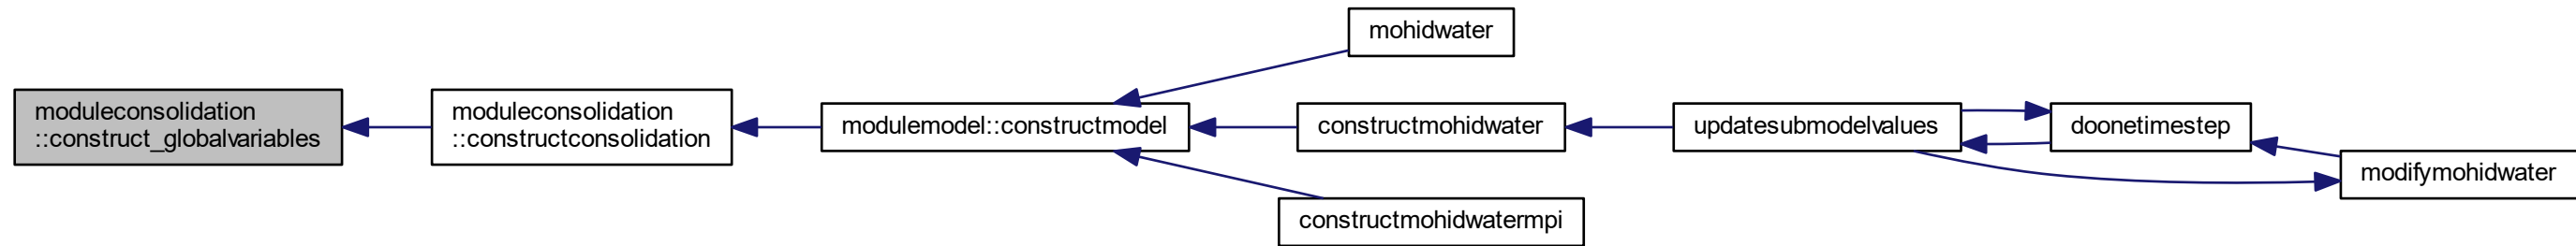 mohidwater
moduleconsolidation
::construct_globalvariables
moduleconsolidation
::constructconsolidation
modulemodel::constructmodel
constructmohidwater
updatesubmodelvalues
doonetimestep
modifymohidwater
constructmohidwatermpi